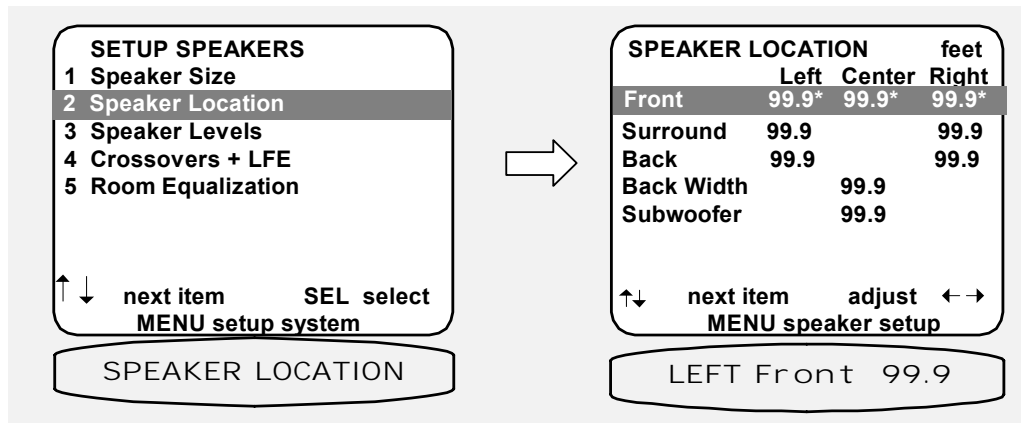 SETUP SPEAKERS
1 Speaker Size
2 Speaker Location
3 Speaker Levels
4 Crossovers + LFE
5 Room Equalization
↑ ↓ next item SEL select
MENU setup system
SPEAKER LOCATION
SPEAKER LOCATION feet
Left Center Right
Front 99.9* 99.9* 99.9*
Surround 99.9 99.9
Back 99.9 99.9
Back Width 99.9
Subwoofer 99.9
↑↓ next item adjust ←→
MENU speaker setup
LEFT Front 99.9